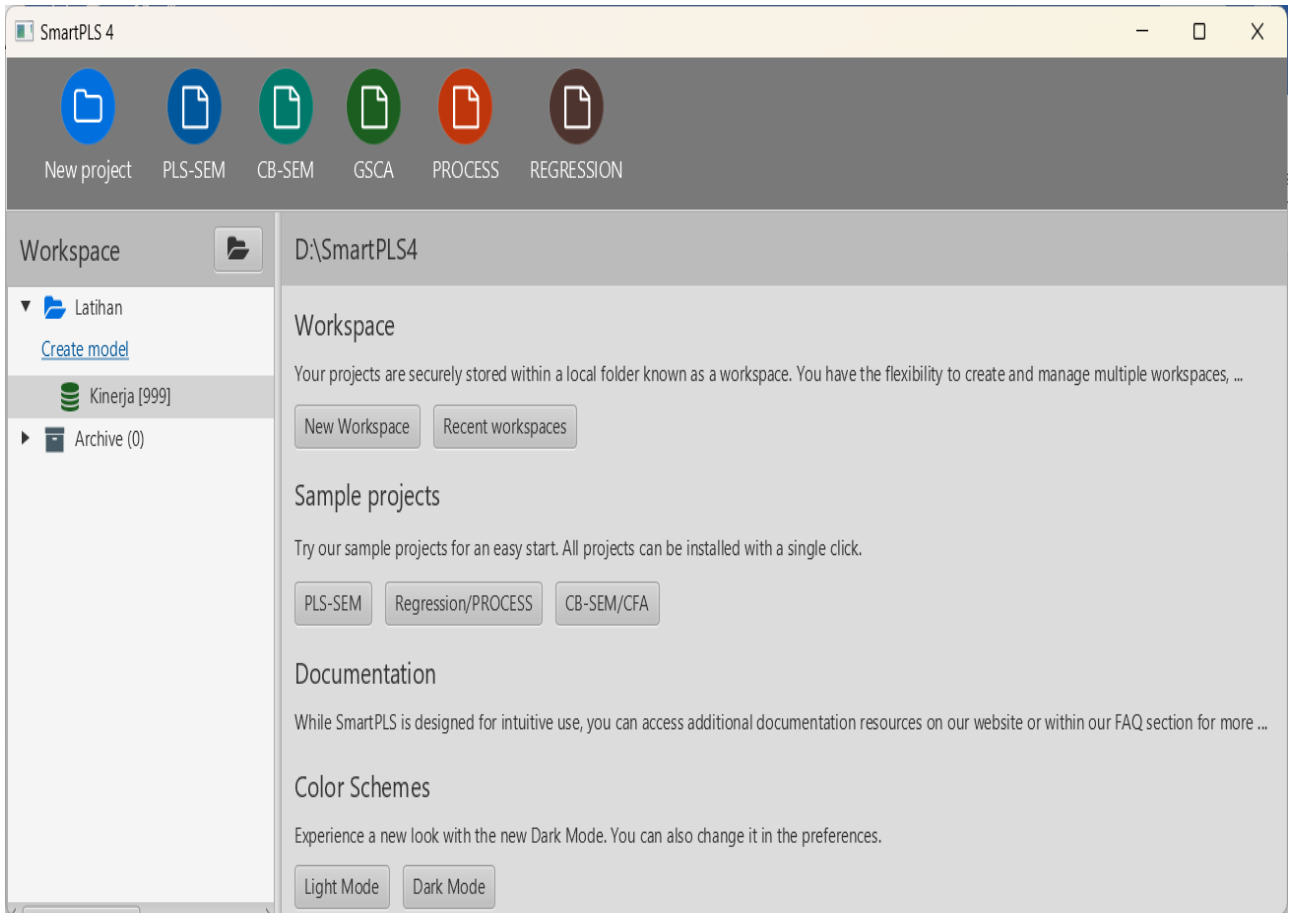 SmartPLS 4
New project PLS-SEM CB-SEM GSCA PROCESS REGRESSION
Workspace
D:\SmartPLS4
Latihan
Create model
Kinerja [999]
Archive (0)
Workspace
Your projects are securely stored within a local folder known as a workspace. You have the flexibility to create and manage multiple workspaces, ...
New Workspace Recent workspaces
Sample projects
Try our sample projects for an easy start. All projects can be installed with a single click.
PLS-SEM Regression/PROCESS CB-SEM/CFA
Documentation
While SmartPLS is designed for intuitive use, you can access additional documentation resources on our website or within our FAQ section for more ...
Color Schemes
Experience a new look with the new Dark Mode. You can also change it in the preferences.
Light Mode Dark Mode